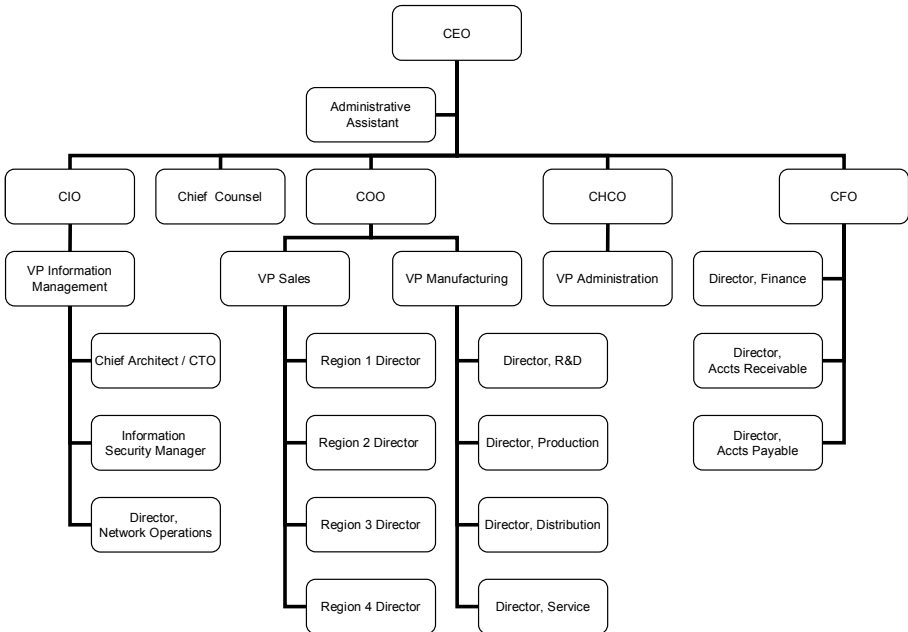 CEO
Administrative
Assistant
CIO
Chief Counsel
COO
CHCO
CFO
VP Information
Management
VP Sales
VP Manufacturing
VP Administration
Director, Finance
Chief Architect / CTO
Region 1 Director
Director, R&D
Director,
Accts Receivable
Information
Security Manager
Region 2 Director
Director, Production
Director,
Accts Payable
Director,
Network Operations
Region 3 Director
Director, Distribution
Region 4 Director
Director, Service